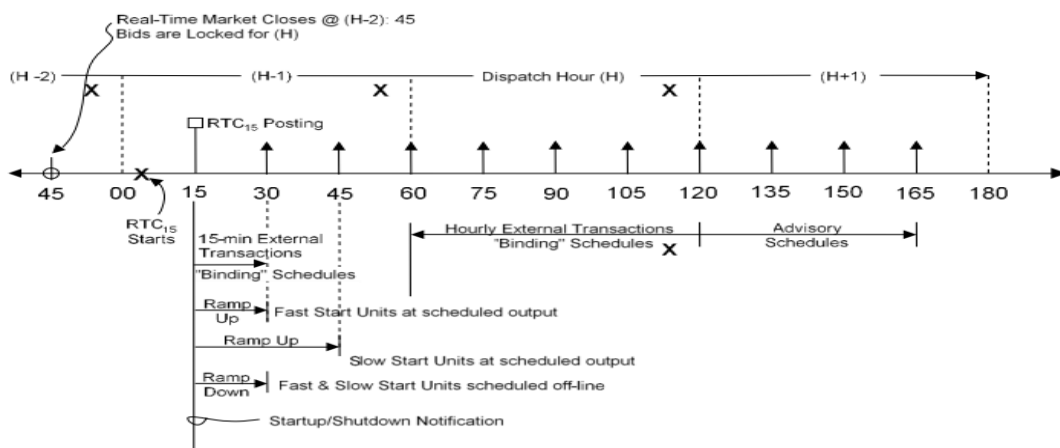 Real-Time Market Closes @ (H-2): 45
Bids are Locked for (H)
(H -2)
(H-1)
Dispatch Hour (H)
(H+1)
X
X
X
RTC15 Posting
X
45
00
15
30
45
60
75
90
105
120
135
150
165
180
RTC15
Starts
15-min External
Transactions
"Binding" Schedules
Hourly External Transactions
"Binding" Schedules
X
Advisory
Schedules
Ramp
Up
Fast Start Units at scheduled output
Ramp Up
Slow Start Units at scheduled output
Ramp
Down
Fast & Slow Start Units scheduled off-line
Startup/Shutdown Notification